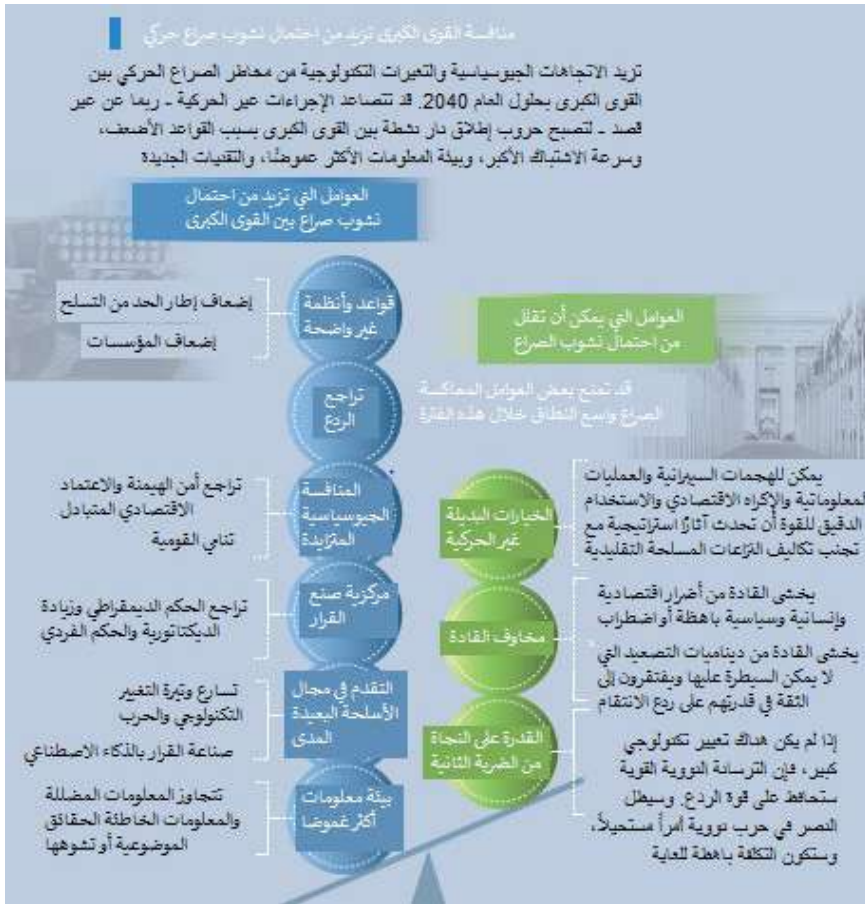 منافسة القوى الكبرى تزيد من احتمال نشوب صراع حركي
تزيد الاتجاهات الجيوسياسية والتغيرات التكنولوجية من مخاطر الصراع الحركي بين
القوى الكبرى بحلول العام 2040. قد تتصاعد الإجراءات غير الحركية ـ ربما عن غير
قصد ـ لتصبح حروب إطلاق نار نشطة بين القوى الكبرى بسبب القواعد الأضعف،
وسرعة الاشتباك الأكبر، وبيئة المعلومات الأكثر غموضًا، والتقنيات الجديدة
العوامل التي تزيد من احتمال
نشوب صراع بين القوى الكبرى
قواعد وأنظمة
غير واضحة
إضعاف إطار الحد من التسلح
إضعاف المؤسسات
تراجع
الردع
المنافسة
الجيوسياسية
المتزايدة
تراجع أمن الهيمنة والاعتماد
الاقتصادي المتبادل
تنامي القومية
مركزية صنع
القرار
تراجع الحكم الديمقراطي وزيادة
الديكتاتورية والحكم الفردي
التقدم في مجال
الأسلحة البعيدة
المدى
تسارع وتيرة التغيير
التكنولوجي والحرب
صناعة القرار بالذكاء الاصطناعي
بيئة معلومات
أكثر غموضا
تتجاوز المعلومات المضللة
والمعلومات الخاطئة الحقائق
الموضوعية أو تشوهها
العوامل التي يمكن أن تقلل
من احتمال نشوب الصراع
قد تمنع بعض العوامل المعاكسة
الصراع واسع النطاق خلال هذه الفترة
الخيارات البديلة
غير الحركية
يمكن للهجمات السيبرانية والعمليات
المعلوماتية والإكراه الاقتصادي والاستخدام
الدقيق للقوة أن تحدث آثارًا استراتيجية مع
تجنب تكاليف النزاعات المسلحة التقليدية
مخاوف القادة
يخشى القادة من أضرار اقتصادية
وإنسانية وسياسية باهظة أو اضطراب
يخشى القادة من ديناميات التصعيد التي
لا يمكن السيطرة عليها ويفتقرون إلى
الثقة في قدرتهم على ردع الانتقام
القدرة على النجاة
من الضربة الثانية
إذا لم يكن هناك تغيير تكنولوجي
كبير، فإن الترسانة النووية القوية
ستحافظ على قوة الردع. وسيظل
النصر في حرب نووية أمرًا مستحيلاً،
وستكون التكلفة باهظة للغاية